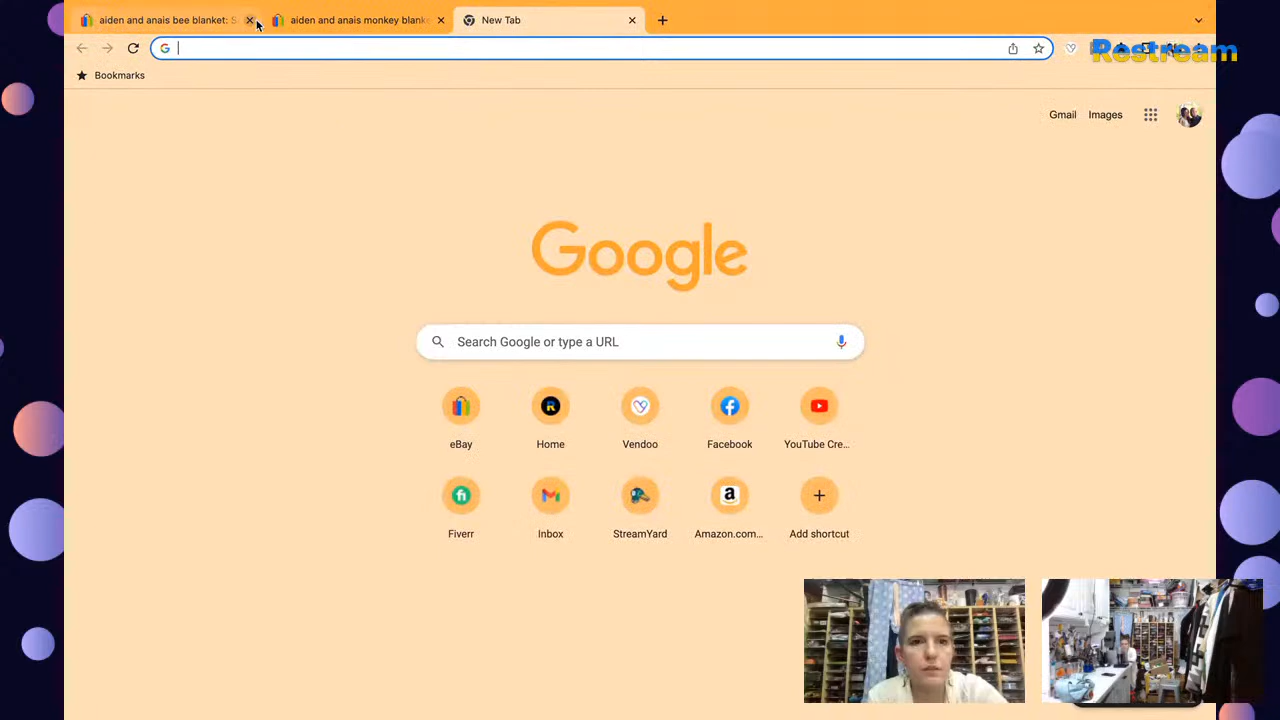 aiden and anais bee blanket: S
aiden and anais monkey blank
New Tab
Restream
Bookmarks
Gmail
Images
Google
Search Google or type a URL
eBay
Home
Vendoo
Facebook
YouTube Cre...
Fiverr
Inbox
StreamYard
Amazon.com...
Add shortcut